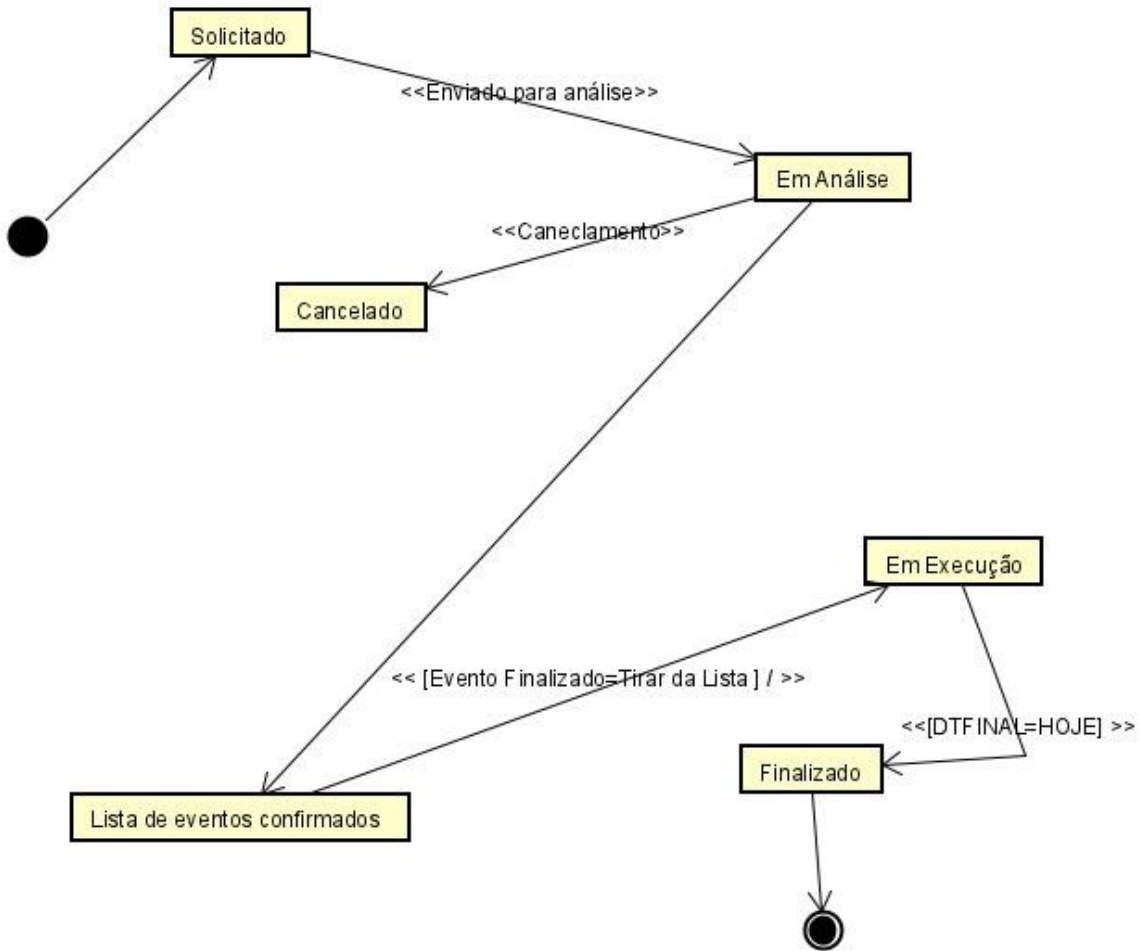 Solicitado
<<Enviado para análise>>
Em Análise
<<Caneclamento>>
Cancelado
Em Execução
<< [Evento Finalizado=Tirar da Lista ] / >>
<<[DTFINAL=HOJE] >>
Finalizado
Lista de eventos confirmados